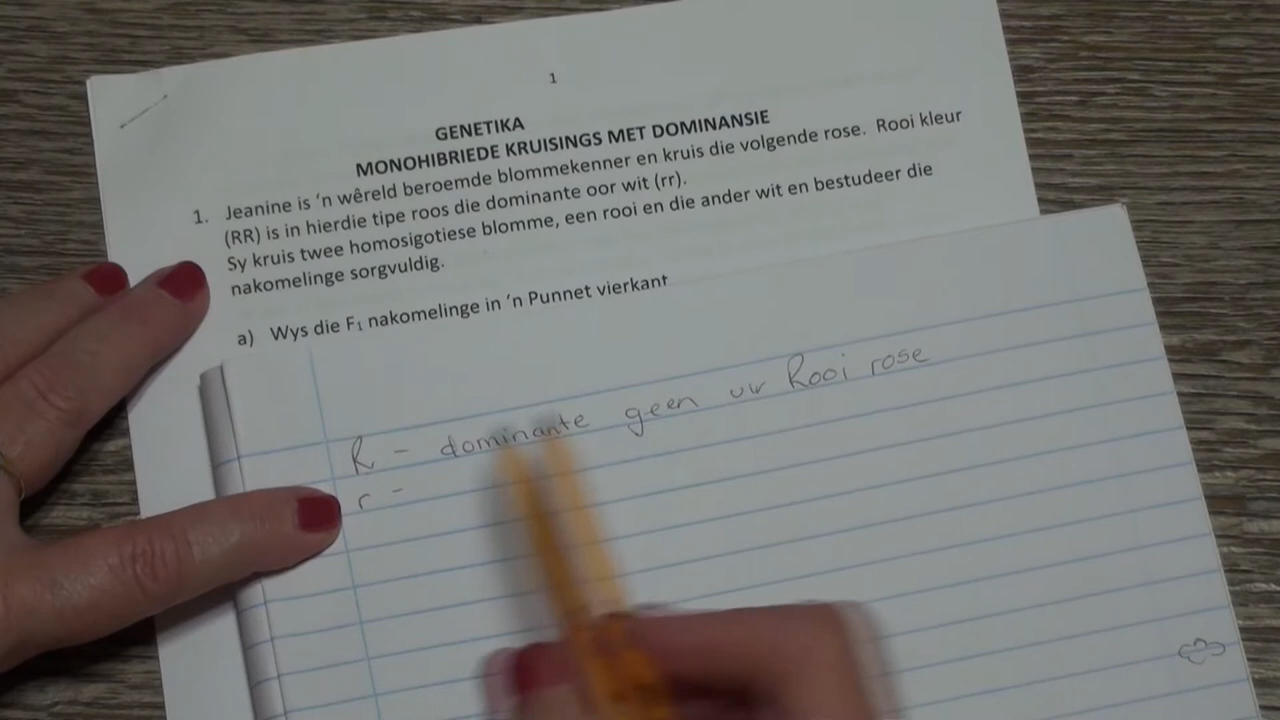 1
GENETIKA
MONOHIBRIEDE KRUISINGS MET DOMINANSIE
1. Jeanine is ’n wêreld beroemde blommekenner en kruis die volgende rose. Rooi kleur
(RR) is in hierdie tipe roos die dominante oor wit (rr).
Sy kruis twee homosigotiese blomme, een rooi en die ander wit en bestudeer die
nakomelinge sorgvuldig.
a) Wys die F₁ nakomelinge in ’n Punnet vierkant
R - dominante geen vir Rooi rose
r -